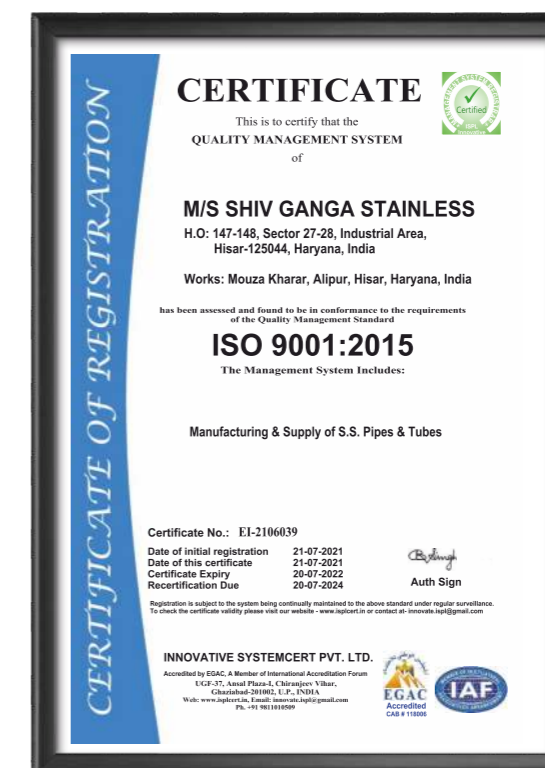 CERTIFICATE OF REGISTRATION
CERTIFICATE
This is to certify that the
QUALITY MANAGEMENT SYSTEM
of
Certified
ISPL
Innovative
M/S SHIV GANGA STAINLESS
H.O: 147-148, Sector 27-28, Industrial Area,
Hisar-125044, Haryana, India
Works: Mouza Kharar, Alipur, Hisar, Haryana, India
has been assessed and found to be in conformance to the requirements
of the Quality Management Standard
ISO 9001:2015
The Management System Includes:
Manufacturing & Supply of S.S. Pipes & Tubes
Certificate No.: EI-2106039
Date of initial registration 21-07-2021
Date of this certificate 21-07-2021
Certificate Expiry 20-07-2022
Recertification Due 20-07-2024
Auth Sign
Registration is subject to the system being continually maintained to the above standard under regular surveillance.
To check the certificate validity please visit our website - www.isplcert.in or contact at- innovate.ispl@gmail.com
INNOVATIVE SYSTEMCERT PVT. LTD.
Accredited by EGAC, A Member of International Accreditation Forum
UGF-37, Ansal Plaza-I, Chiranjeev Vihar,
Ghaziabad-201002, U.P., INDIA
Web: www.isplcert.in, Email: innovate.ispl@gmail.com
Ph. +91 9811010509
EGAC
Accredited
CAB # 118006
IAF